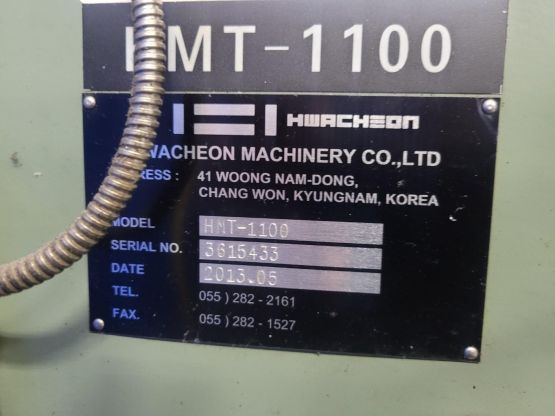 HMT-1100
HWACHEON
WACHEON MACHINERY CO.,LTD
RESS : 41 WOONG NAM-DONG,
CHANG WON, KYUNGNAM, KOREA
MODEL HMT-1100
SERIAL NO. 3615433
DATE 2013.05
TEL. 055 ) 282 - 2161
FAX. 055 ) 282 - 1527